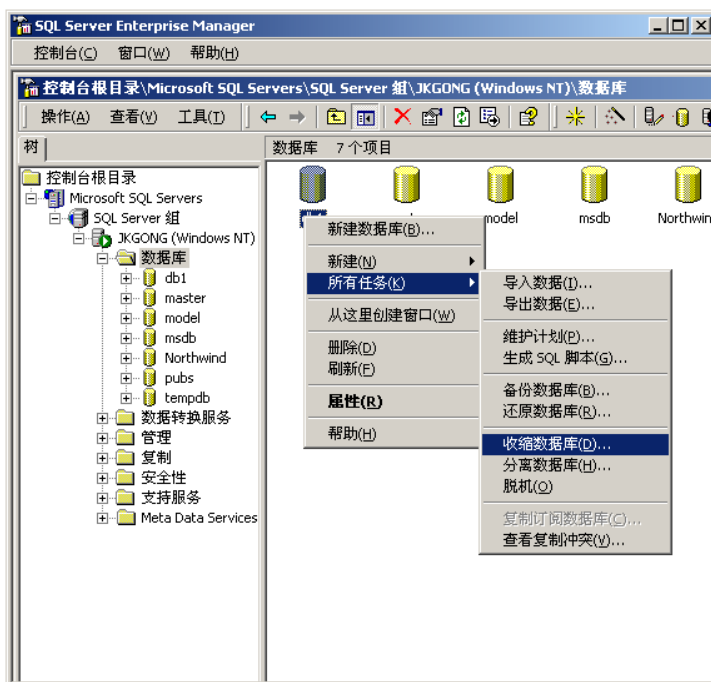 SQL Server Enterprise Manager
控制台(C) 窗口(W) 帮助(H)
控制台根目录\Microsoft SQL Servers\SQL Server 组\JKGONG (Windows NT)\数据库
操作(A) 查看(V) 工具(T)
树
数据库 7 个项目
控制台根目录
Microsoft SQL Servers
SQL Server 组
JKGONG (Windows NT)
数据库
db1
master
model
msdb
Northwind
pubs
tempdb
数据转换服务
管理
复制
安全性
支持服务
Meta Data Services
model
msdb
Northwin
新建数据库(B)...
新建(N)
所有任务(K)
从这里创建窗口(W)
删除(D)
刷新(F)
属性(R)
帮助(H)
导入数据(I)...
导出数据(E)...
维护计划(P)...
生成 SQL 脚本(G)...
备份数据库(B)...
还原数据库(R)...
收缩数据库(D)...
分离数据库(H)...
脱机(O)
复制订阅数据库(C)...
查看复制冲突(V)...